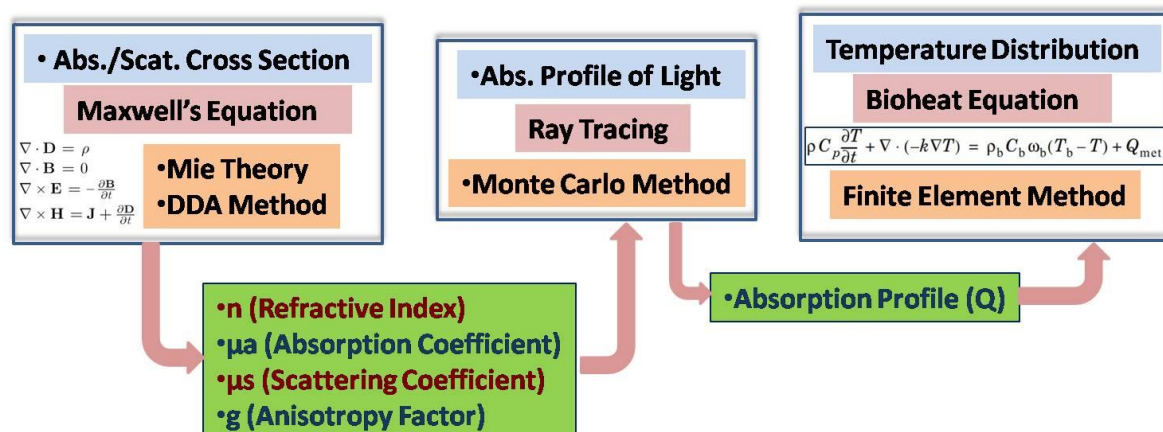 • Abs./Scat. Cross Section
Maxwell's Equation
∇ · D = ρ
∇ · B = 0
∇ × E = −∂B/∂t
∇ × H = J + ∂D/∂t
•Mie Theory
•DDA Method
•n (Refractive Index)
•μa (Absorption Coefficient)
•μs (Scattering Coefficient)
•g (Anisotropy Factor)
•Abs. Profile of Light
Ray Tracing
•Monte Carlo Method
•Absorption Profile (Q)
Temperature Distribution
Bioheat Equation
ρ C_p ∂T/∂t + ∇ · (−k∇T) = ρ_b C_b ω_b (T_b − T) + Q_met
Finite Element Method